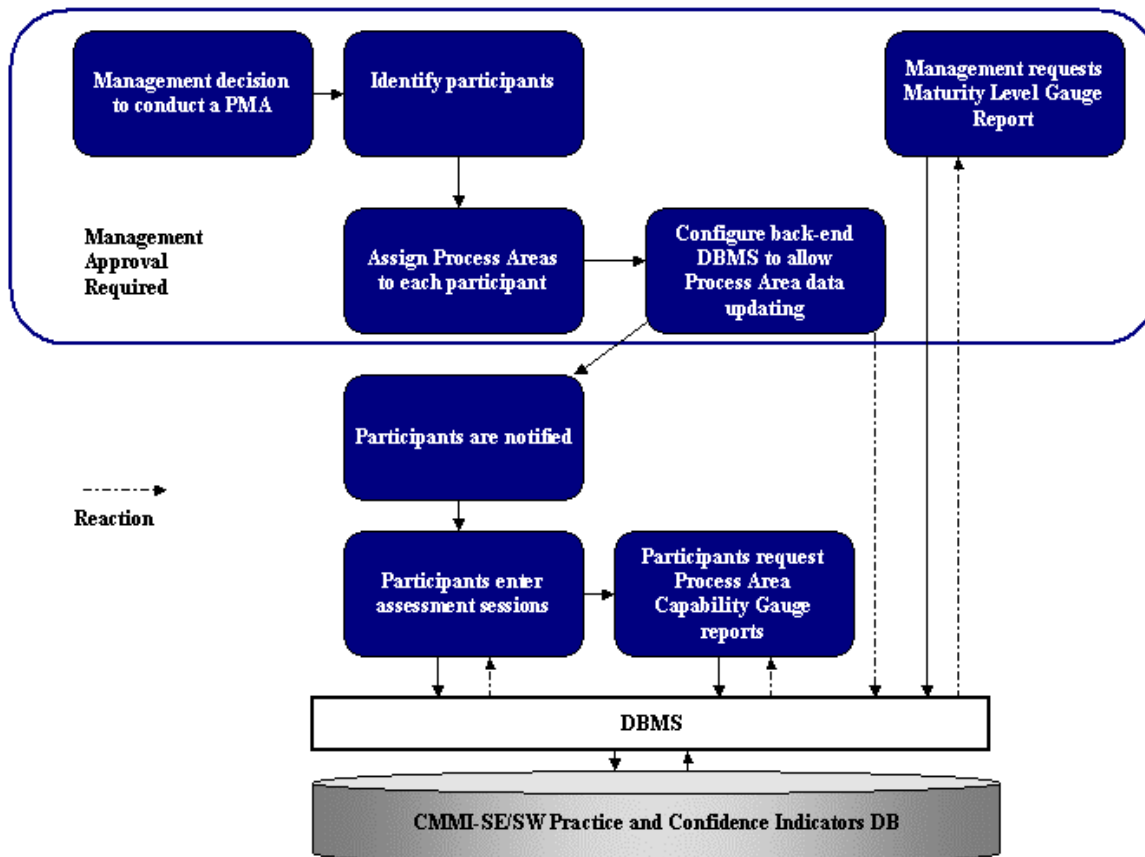 Management decision
to conduct a PMA
Identify participants
Management requests
Maturity Level Gauge
Report
Management
Approval
Required
Assign Process Areas
to each participant
Configure back-end
DBMS to allow
Process Area data
updating
Participants are notified
Reaction
Participants enter
assessment sessions
Participants request
Process Area
Capability Gauge
reports
DBMS
CMMI-SE/SW Practice and Confidence Indicators DB